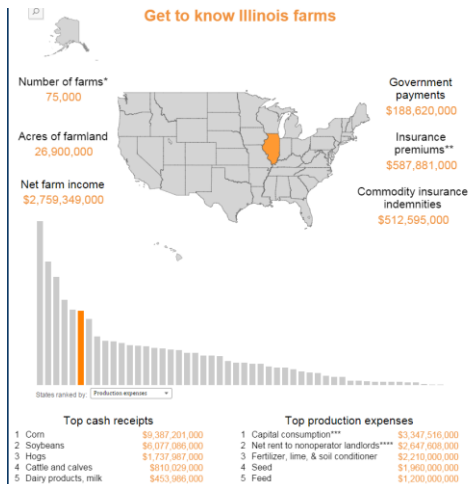 Get to know Illinois farms
Number of farms*
75,000
Acres of farmland
26,900,000
Net farm income
$2,759,349,000
Government
payments
$188,620,000
Insurance
premiums**
$587,881,000
Commodity insurance
indemnities
$512,595,000
States ranked by: Production expenses
Top cash receipts
1 Corn $9,387,201,000
2 Soybeans $6,077,086,000
3 Hogs $1,737,987,000
4 Cattle and calves $810,029,000
5 Dairy products, milk $453,986,000
Top production expenses
1 Capital consumption*** $3,347,516,000
2 Net rent to nonoperator landlords**** $2,647,608,000
3 Fertilizer, lime, & soil conditioner $2,210,000,000
4 Seed $1,960,000,000
5 Feed $1,200,000,000